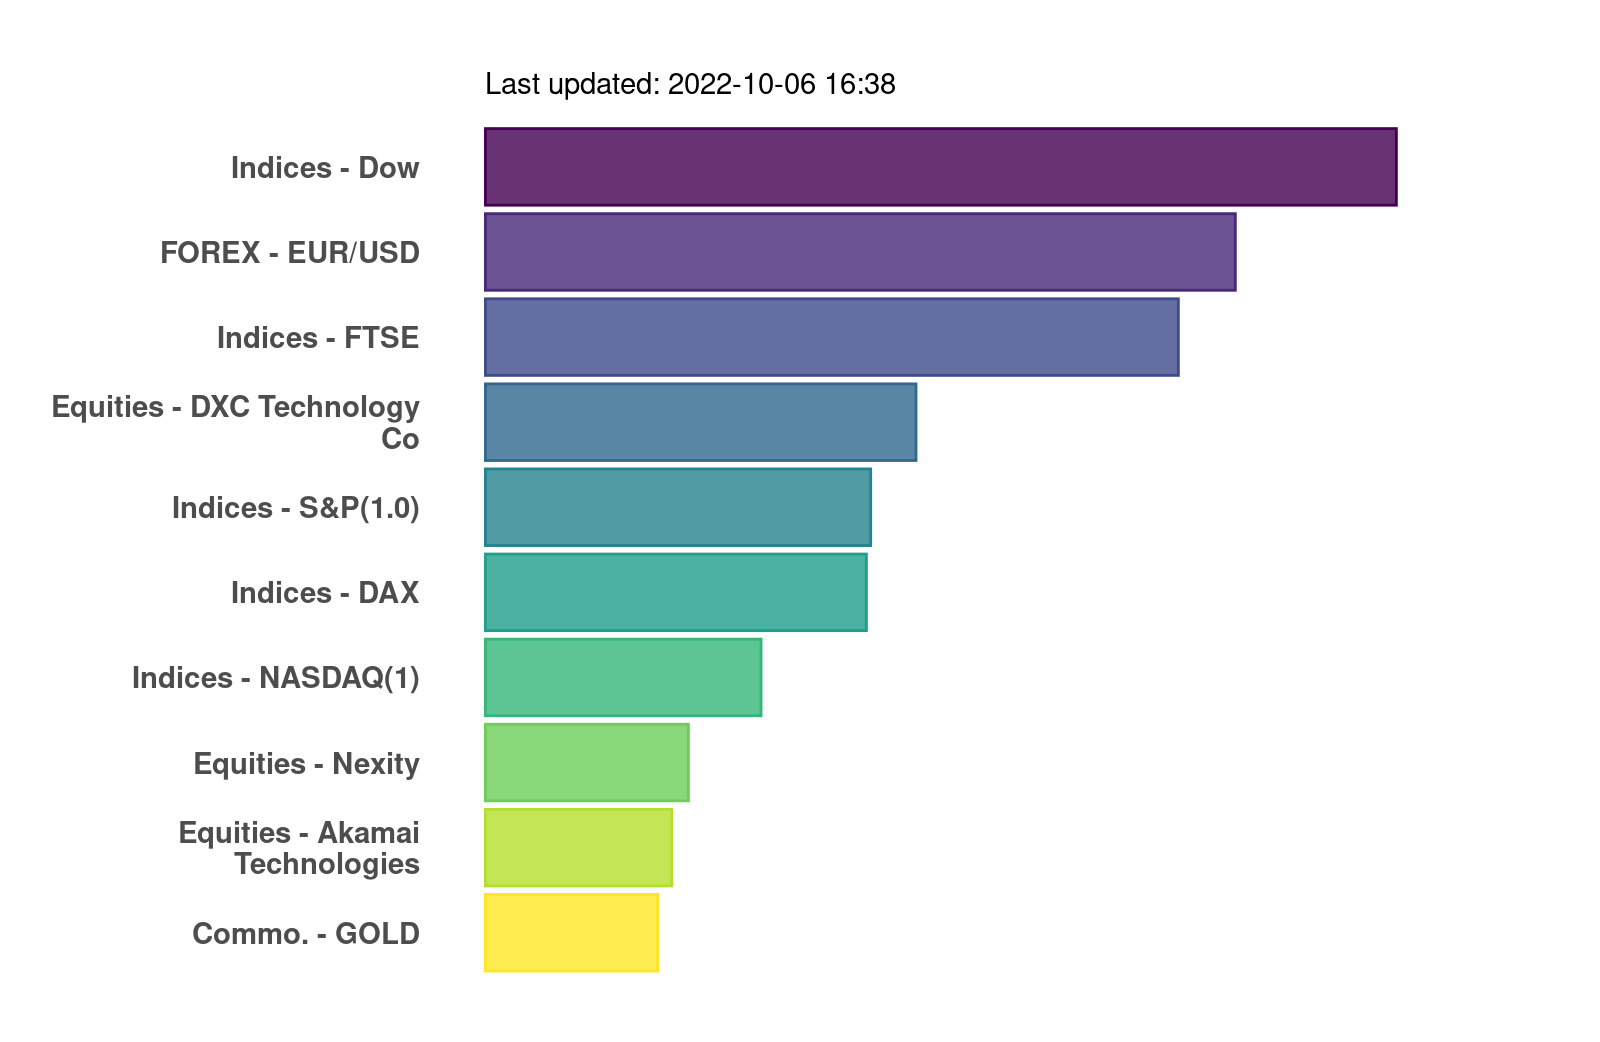 Last updated: 2022-10-06 16:38
Indices - Dow
FOREX - EUR/USD
Indices - FTSE
Equities - DXC Technology
Co
Indices - S&P(1.0)
Indices - DAX
Indices - NASDAQ(1)
Equities - Nexity
Equities - Akamai
Technologies
Commo. - GOLD